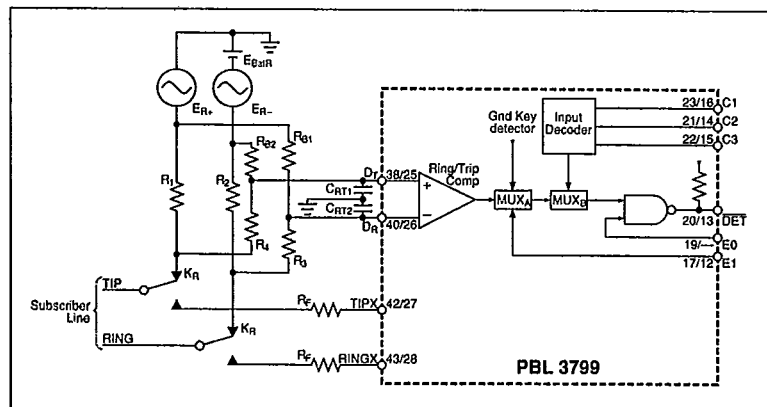 E_BatR
E_R+
E_R−
R_B2
R_B1
R_1
R_2
R_4
R_3
C_RT1
C_RT2
D_T
38/25
D_R
40/26
Ring/Trip
Comp
Gnd Key
detector
Input
Decoder
23/16
C1
21/14
C2
22/15
C3
MUX_A
MUX_B
20/13
DET
19/—
E0
17/12
E1
K_R
TIP
Subscriber
Line
RING
K_R
R_F
TIPX
42/27
R_F
RINGX
43/28
PBL 3799